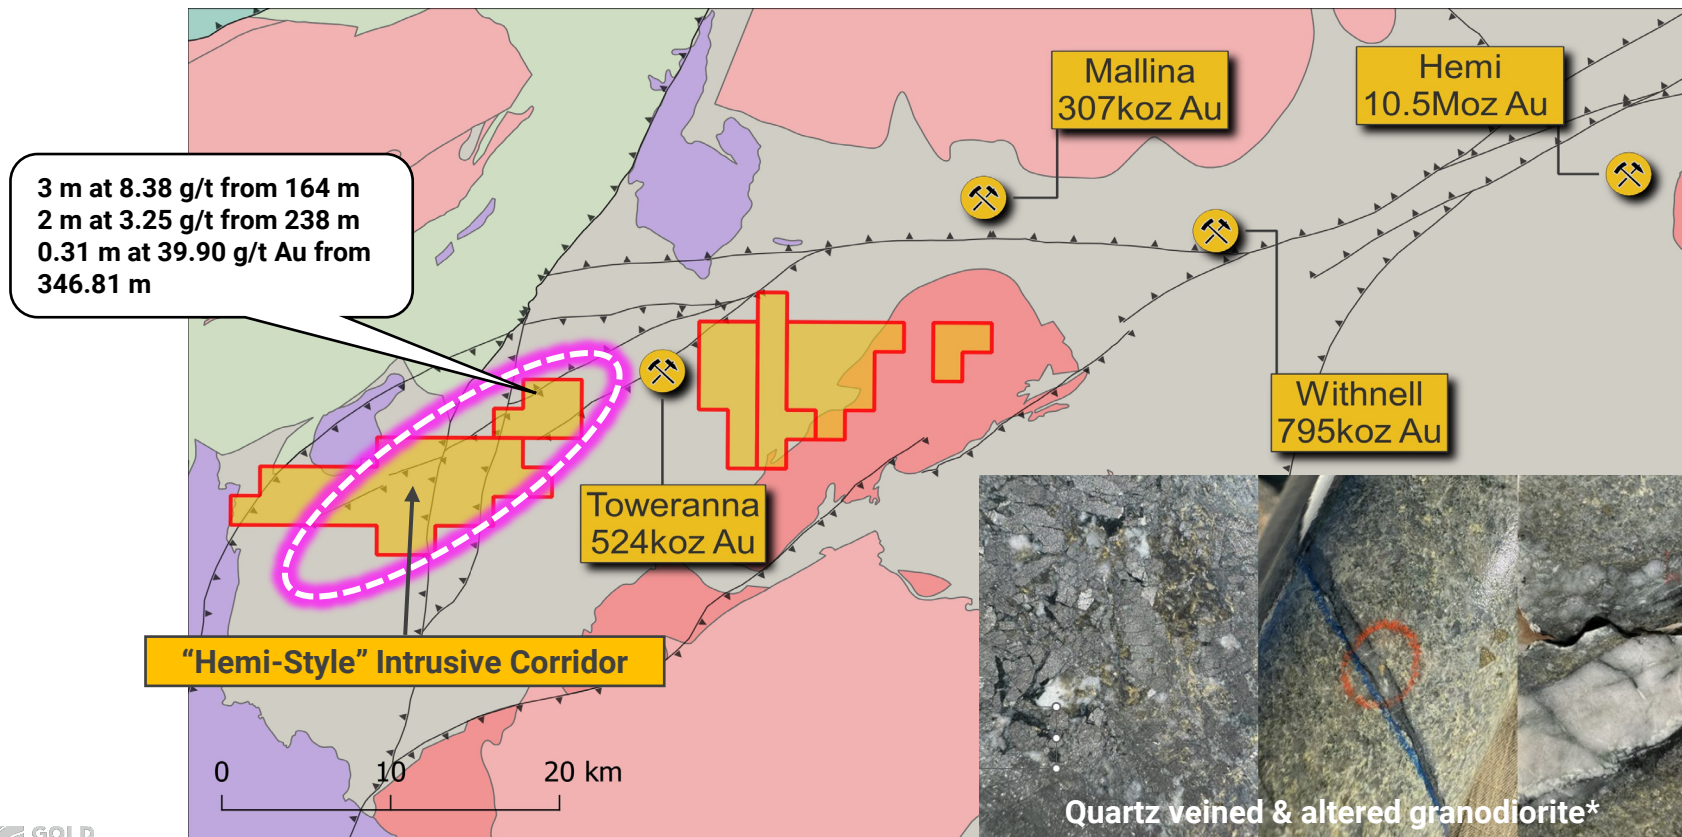 Mallina
307koz Au
Hemi
10.5Moz Au
3 m at 8.38 g/t from 164 m
2 m at 3.25 g/t from 238 m
0.31 m at 39.90 g/t Au from
346.81 m
Withnell
795koz Au
Toweranna
524koz Au
“Hemi-Style” Intrusive Corridor
0 10 20 km
Quartz veined & altered granodiorite*
GOLD